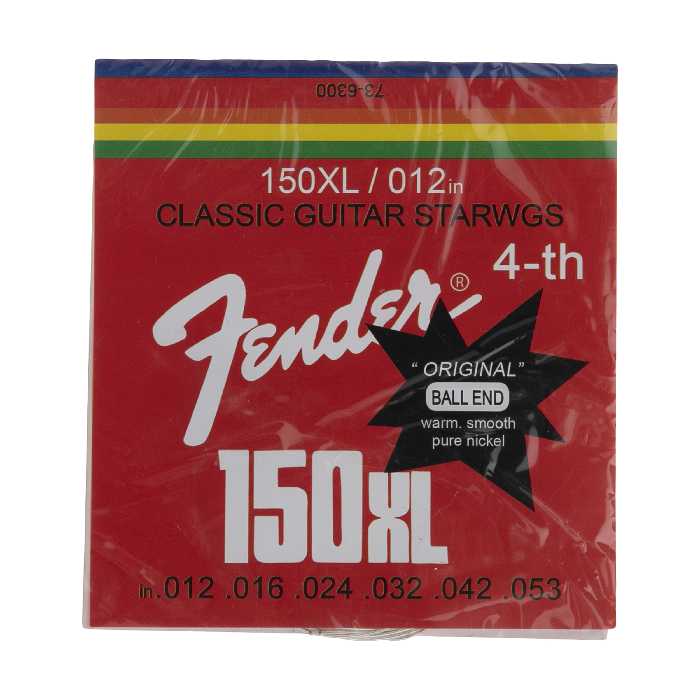 73-6300
150XL / 012in
CLASSIC GUITAR STARWGS
4-th
Fender®
" ORIGINAL"
BALL END
warm. smooth
pure nickel
150XL
in.012 .016 .024 .032 .042 .053